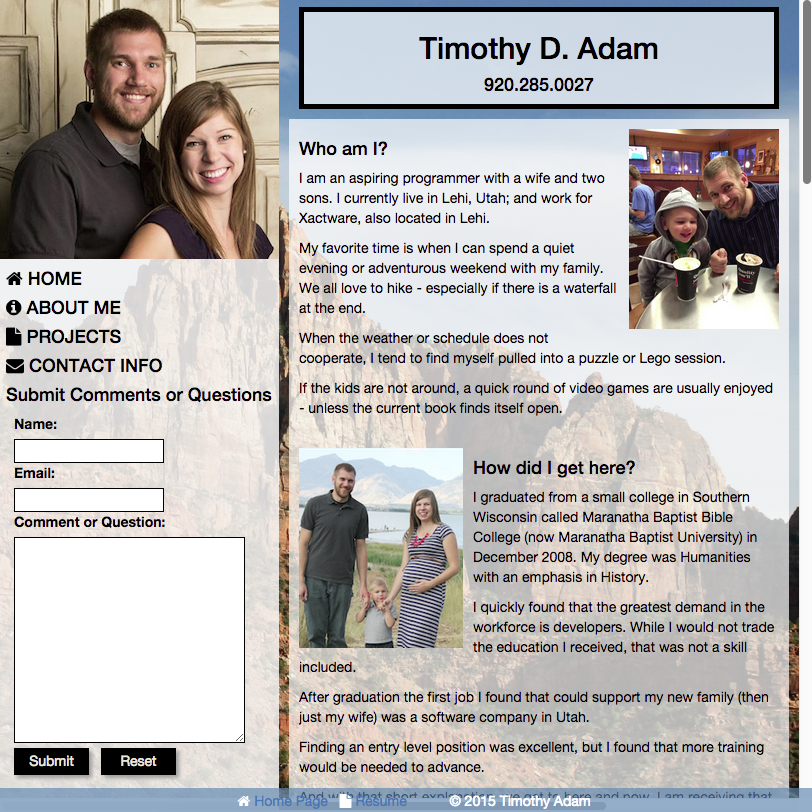 Timothy D. Adam
920.285.0027
HOME
ABOUT ME
PROJECTS
CONTACT INFO
Submit Comments or Questions
Name:
Email:
Comment or Question:
Submit Reset
Who am I?
I am an aspiring programmer with a wife and two
sons. I currently live in Lehi, Utah; and work for
Xactware, also located in Lehi.
My favorite time is when I can spend a quiet
evening or adventurous weekend with my family.
We all love to hike - especially if there is a waterfall
at the end.
When the weather or schedule does not
cooperate, I tend to find myself pulled into a puzzle or Lego session.
If the kids are not around, a quick round of video games are usually enjoyed
- unless the current book finds itself open.
How did I get here?
I graduated from a small college in Southern
Wisconsin called Maranatha Baptist Bible
College (now Maranatha Baptist University) in
December 2008. My degree was Humanities
with an emphasis in History.
I quickly found that the greatest demand in the
workforce is developers. While I would not trade
the education I received, that was not a skill
included.
After graduation the first job I found that could support my new family (then
just my wife) was a software company in Utah.
Finding an entry level position was excellent, but I found that more training
would be needed to advance.
And with that short explanation, we get to here and now. I am receiving that
Home Page Resume © 2015 Timothy Adam